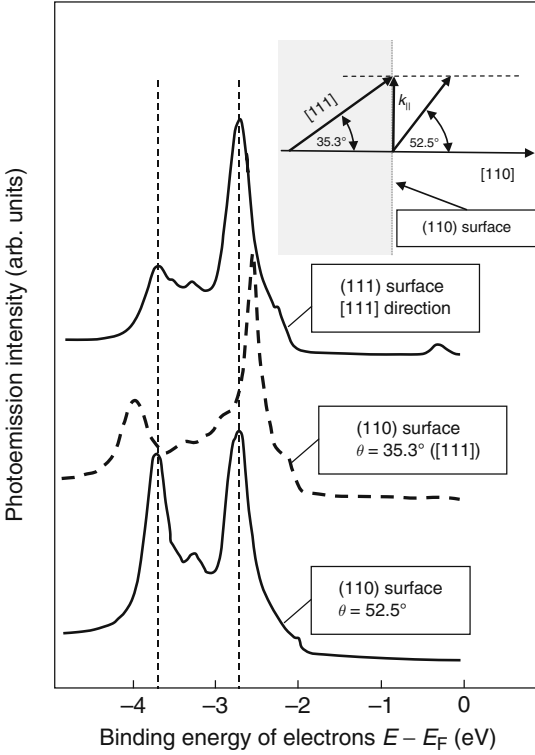 Photoemission intensity (arb. units)
[111]
k||
35.3°
52.5°
[110]
(110) surface
(111) surface
[111] direction
(110) surface
θ = 35.3° ([111])
(110) surface
θ = 52.5°
−4 −3 −2 −1 0
Binding energy of electrons E – EF (eV)